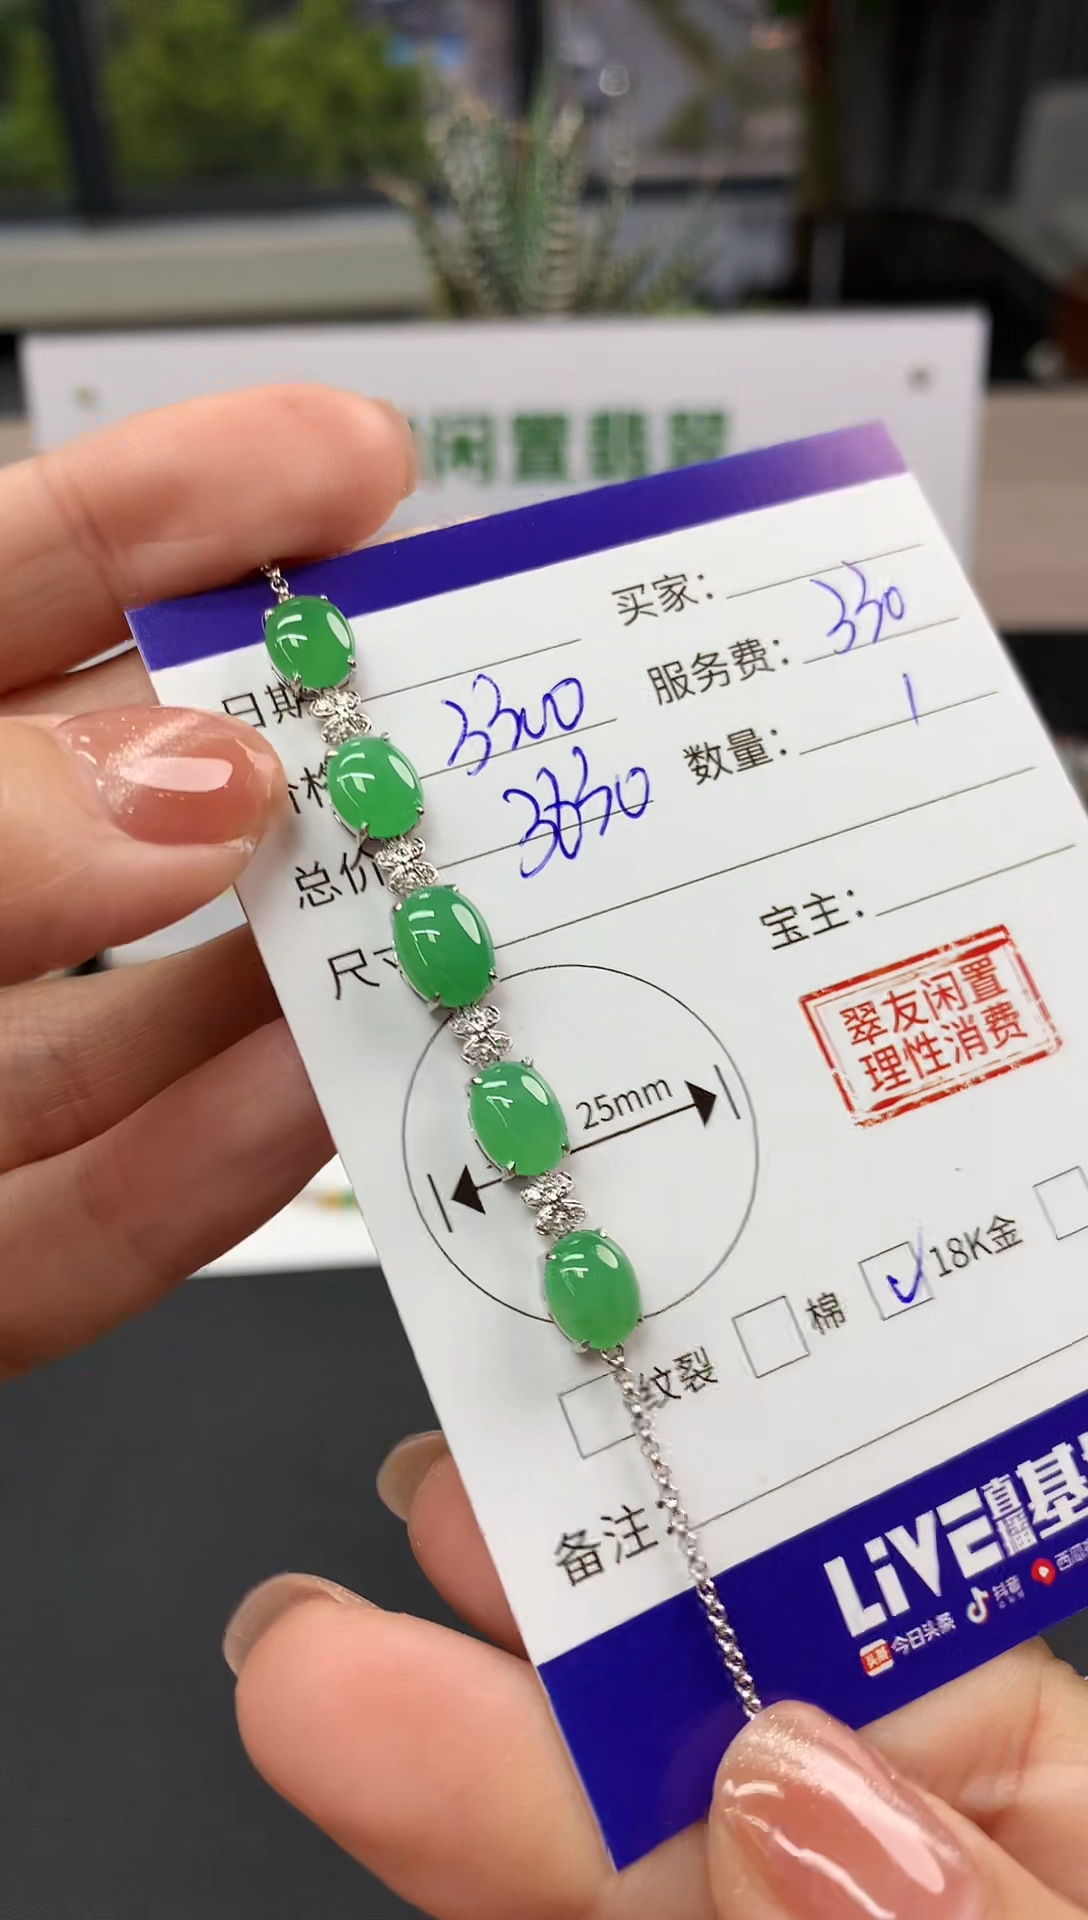 闲置翡翠
买家：
日期
服务费： 330
3300
数量： 1
总价 3630
尺寸
宝主：
翠友闲置
理性消费
25mm
纹裂
棉
18K金
备注：
LiVE直播基
今日头条
抖音
西瓜